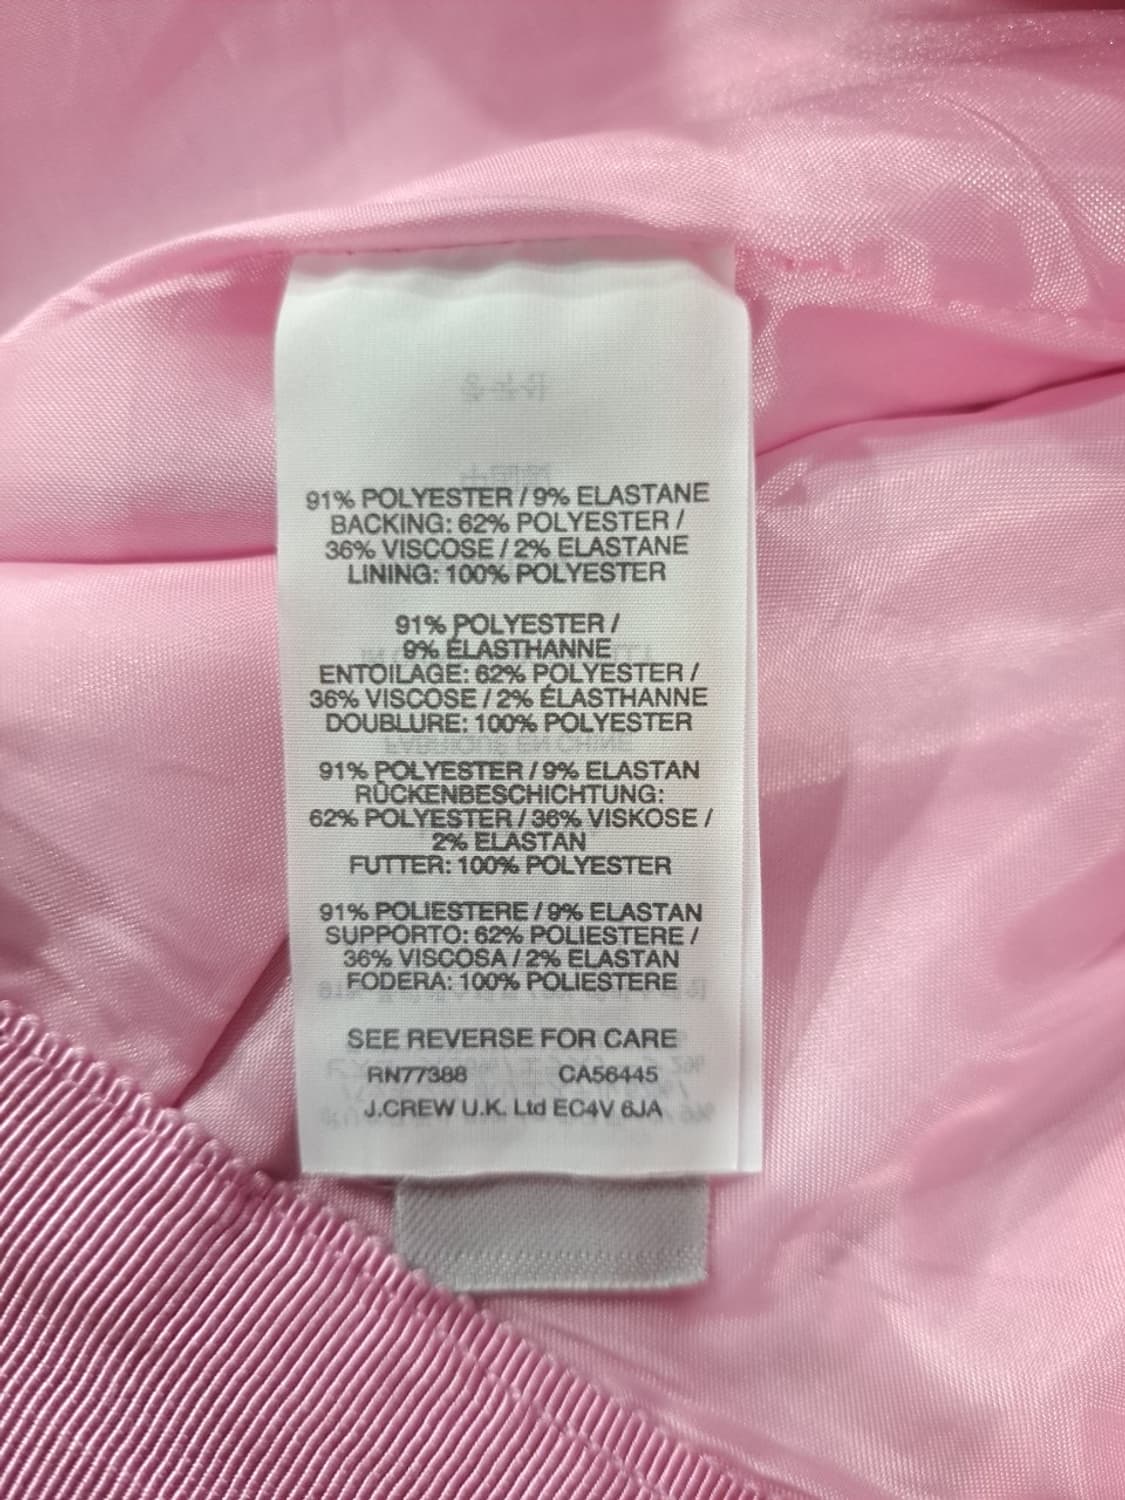 91% POLYESTER / 9% ELASTANE
BACKING: 62% POLYESTER /
36% VISCOSE / 2% ELASTANE
LINING: 100% POLYESTER
91% POLYESTER /
9% ÉLASTHANNE
ENTOILAGE: 62% POLYESTER /
36% VISCOSE / 2% ÉLASTHANNE
DOUBLURE: 100% POLYESTER
91% POLYESTER / 9% ELASTAN
RÜCKENBESCHICHTUNG:
62% POLYESTER / 36% VISKOSE /
2% ELASTAN
FUTTER: 100% POLYESTER
91% POLIESTERE / 9% ELASTAN
SUPPORTO: 62% POLIESTERE /
36% VISCOSA / 2% ELASTAN
FODERA: 100% POLIESTERE
SEE REVERSE FOR CARE
RN77388 CA56445
J.CREW U.K. Ltd EC4V 6JA